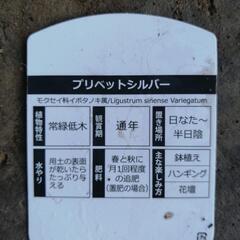 プリペットシルバー
モクセイ科イボタノキ属/Ligustrum sinense Variegatum
植物特性
常緑低木
観賞期
通年
置き場所
日なた〜
半日陰
水やり
用土の表面
が乾いたら
たっぷり与
える
肥料
春と秋に
月1回程度
の追肥
(置肥の場合)
主な楽しみ方
鉢植え
ハンギング
花壇